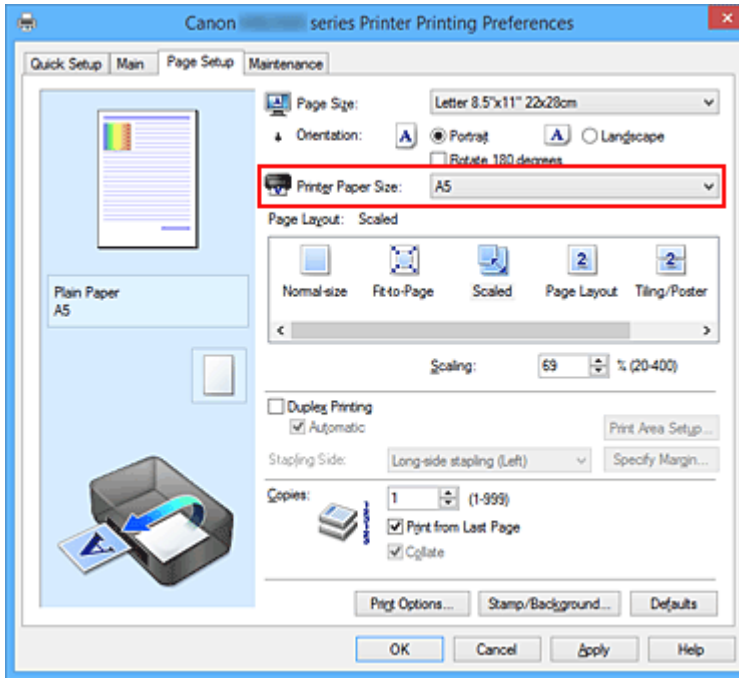 Canon series Printer Printing Preferences
Quick Setup Main Page Setup Maintenance
Page Size: Letter 8.5"x11" 22x28cm
Orientation: A Portrait A Landscape
Rotate 180 degrees
Printer Paper Size: A5
Page Layout: Scaled
Normal-size Fit-to-Page Scaled Page Layout Tiling/Poster
Plain Paper
A5
Scaling: 69 % (20-400)
Duplex Printing
Automatic
Print Area Setup...
Stapling Side: Long-side stapling (Left) Specify Margin...
Copies: 1 (1-999)
Print from Last Page
Collate
Print Options... Stamp/Background... Defaults
OK Cancel Apply Help